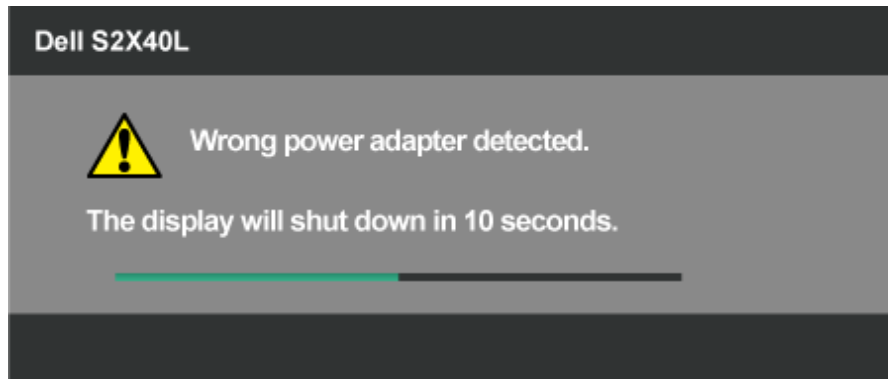 Dell S2X40L
Wrong power adapter detected.
The display will shut down in 10 seconds.